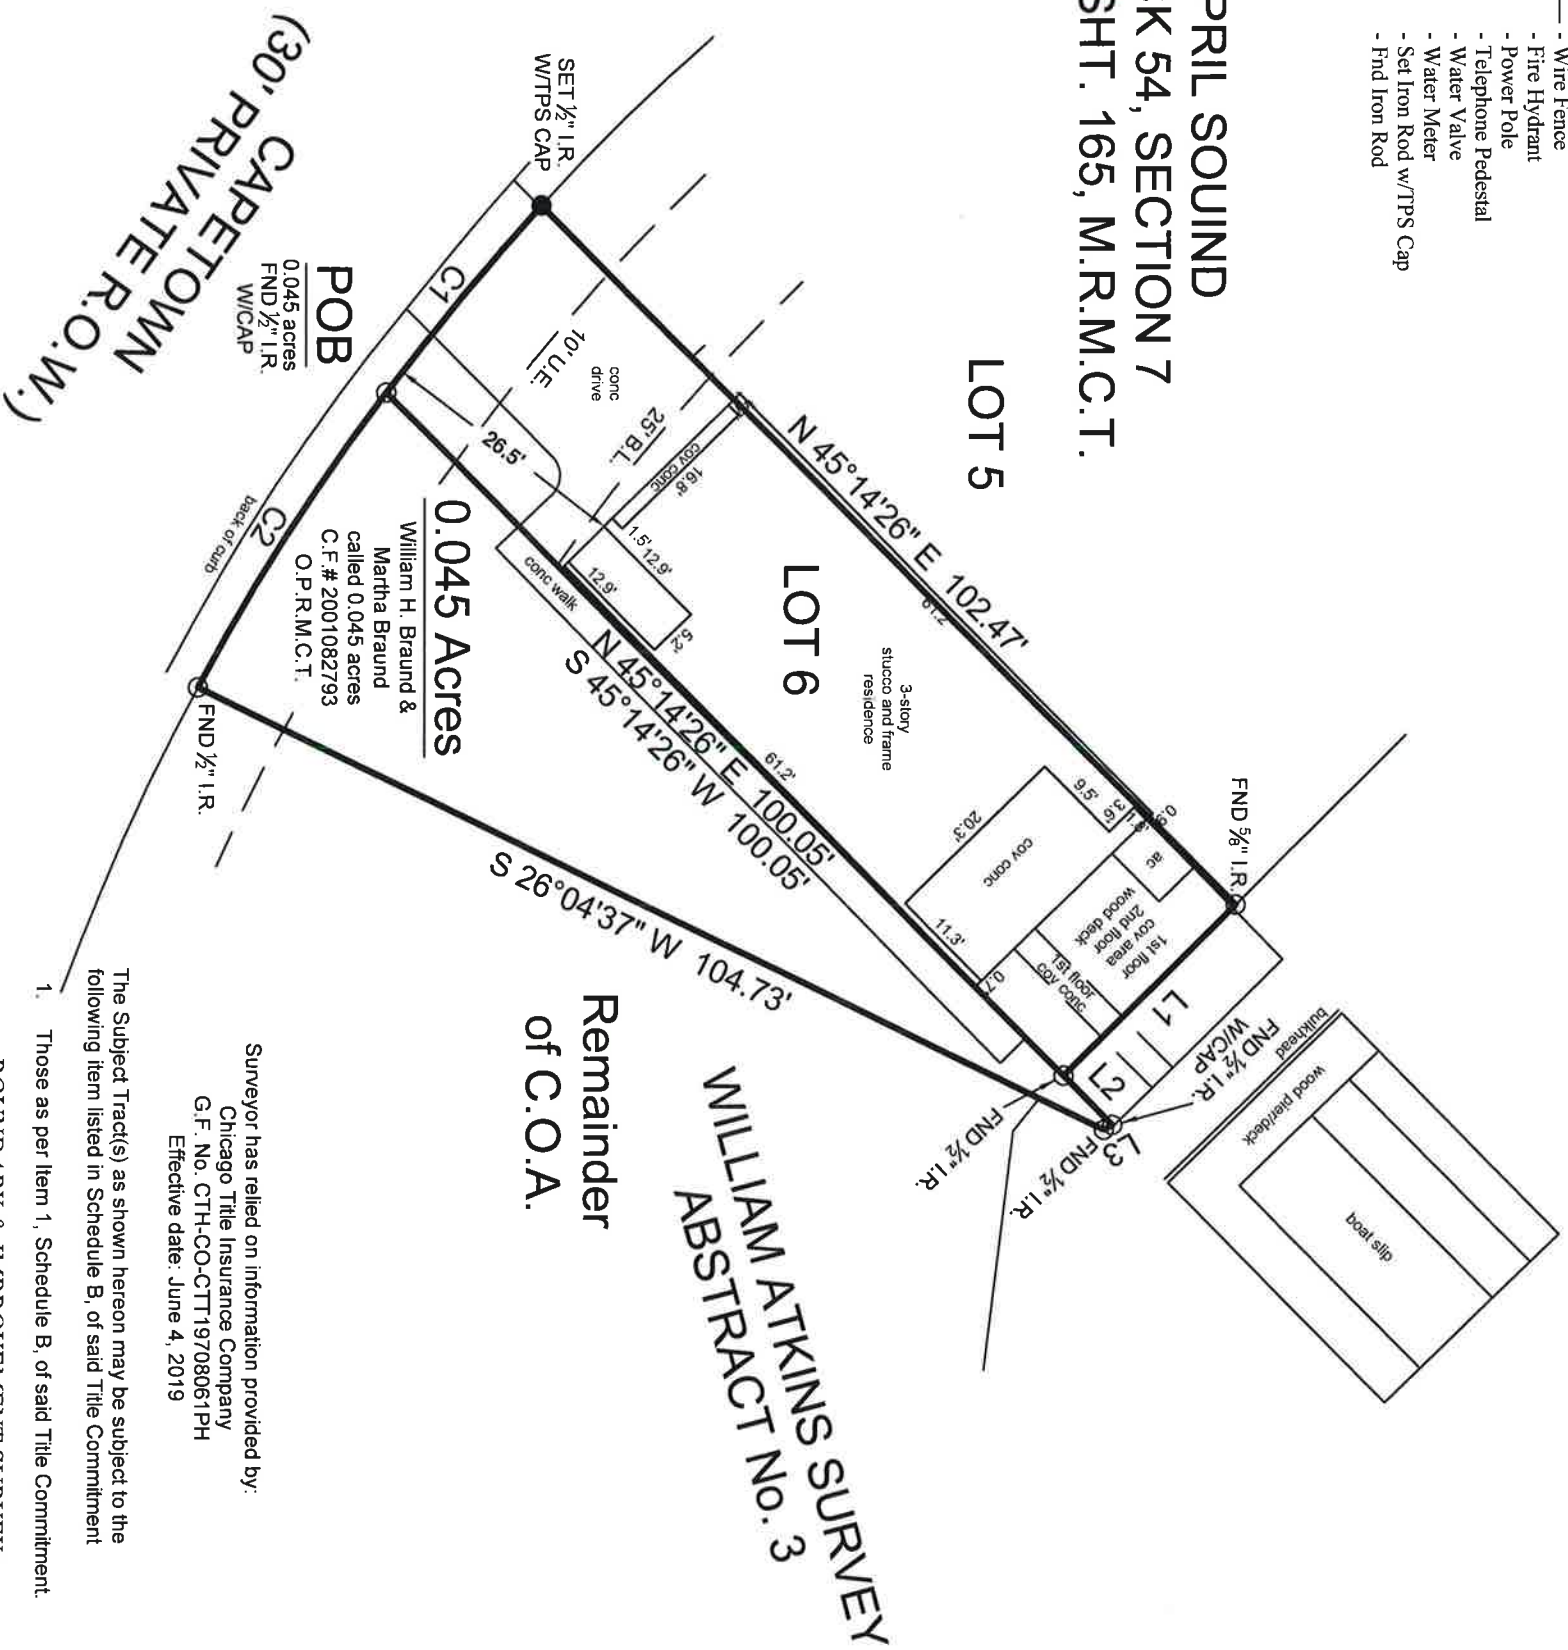 - Wire Fence
- Fire Hydrant
- Power Pole
- Telephone Pedestal
- Water Valve
- Water Meter
- Set Iron Rod w/TPS Cap
- Fnd Iron Rod
PRIL SOUIND
K 54, SECTION 7
SHT. 165, M.R.M.C.T.
LOT 5
SET ½" I.R.
W/TPS CAP
CAPETOWN
(30' PRIVATE R.O.W.)
POB
0.045 acres
FND ½" I.R.
W/CAP
C1
C2
back of curb
10' U.E.
conc
drive
25' B.L.
26.5'
cov conc
16.8'
1.5'
12.9'
12.9'
5.2'
conc walk
N 45°14'26" E 102.47'
61.2'
LOT 6
3-story
stucco and frame
residence
61.2'
N 45°14'26" E 100.05'
S 45°14'26" W 100.05'
0.045 Acres
William H. Braund &
Martha Braund
called 0.045 acres
C.F.# 2001082793
O.P.R.M.C.T.
FND ½" I.R.
S 26°04'37" W 104.73'
FND ⅝" I.R.
9.5'
3.6'
1.8'
ac
20.3'
cov conc
11.3'
0.7'
1st floor
cov area
2nd floor
wood deck
1st floor
cov conc
L1
L2
L3
FND ½" I.R.
W/CAP
FND ½" I.R.
FND ½" I.R.
bulkhead
wood pier/deck
boat slip
Remainder
of C.O.A.
WILLIAM ATKINS SURVEY
ABSTRACT No. 3
Surveyor has relied on information provided by:
Chicago Title Insurance Company
G.F. No. CTH-CO-CTT19708061PH
Effective date: June 4, 2019
The Subject Tract(s) as shown hereon may be subject to the
following item listed in Schedule B, of said Title Commitment
1. Those as per Item 1, Schedule B, of said Title Commitment.